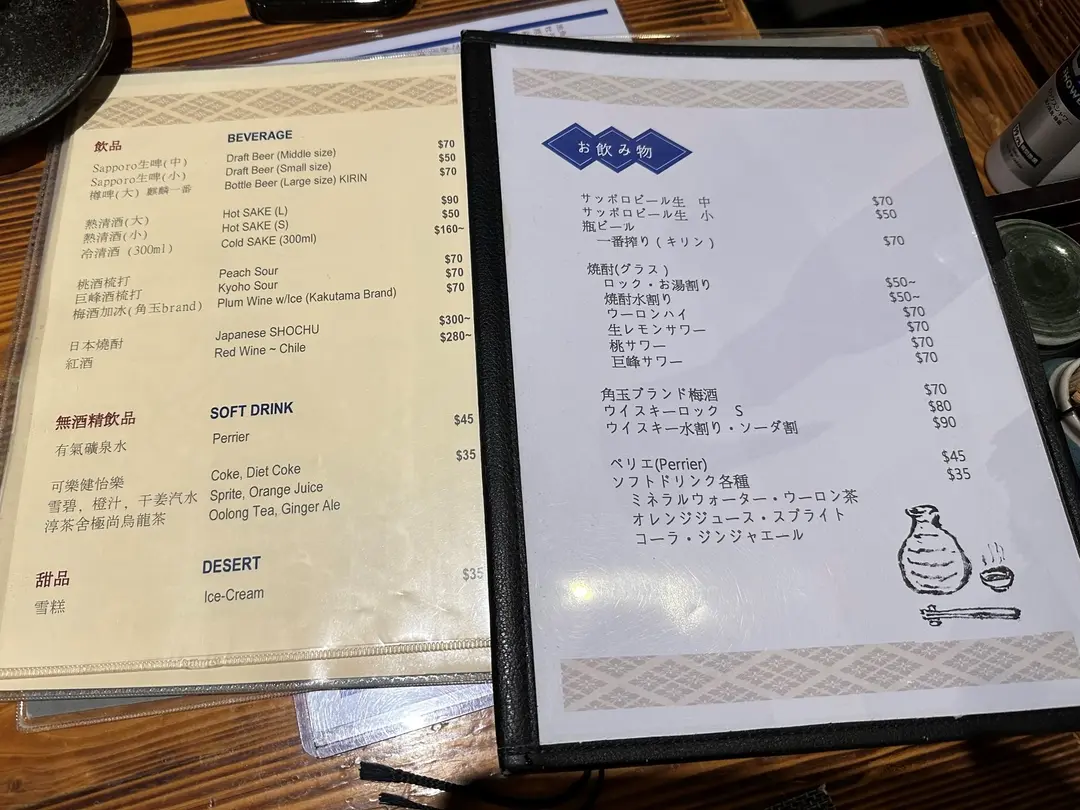 飲品
BEVERAGE
Sapporo生啤(中)
Draft Beer (Middle size)
$70
Sapporo生啤(小)
Draft Beer (Small size)
$50
樽啤(大) 麒麟一番
Bottle Beer (Large size) KIRIN
$70
熱清酒(大)
Hot SAKE (L)
$90
熱清酒(小)
Hot SAKE (S)
$50
冷清酒 (300ml)
Cold SAKE (300ml)
$160~
桃酒梳打
Peach Sour
$70
巨峰酒梳打
Kyoho Sour
$70
梅酒加冰(角玉brand)
Plum Wine w/Ice (Kakutama Brand)
$70
日本燒酎
Japanese SHOCHU
$300~
紅酒
Red Wine ~ Chile
$280~
無酒精飲品
SOFT DRINK
有氣礦泉水
Perrier
$45
可樂健怡樂
Coke, Diet Coke
$35
雪碧, 橙汁, 干姜汽水
Sprite, Orange Juice
淳茶舍極尚烏龍茶
Oolong Tea, Ginger Ale
甜品
DESERT
雪糕
Ice-Cream
$35
お飲み物
サッポロビール生 中 $70
サッポロビール生 小 $50
瓶ビール
一番搾り(キリン) $70
焼酎(グラス)
ロック・お湯割り $50~
焼酎水割り $50~
ウーロンハイ $70
生レモンサワー $70
桃サワー $70
巨峰サワー $70
角玉ブランド梅酒 $70
ウイスキーロック S $80
ウイスキー水割り・ソーダ割 $90
ペリエ(Perrier) $45
ソフトドリンク各種 $35
ミネラルウォーター・ウーロン茶
オレンジジュース・スプライト
コーラ・ジンジャエール